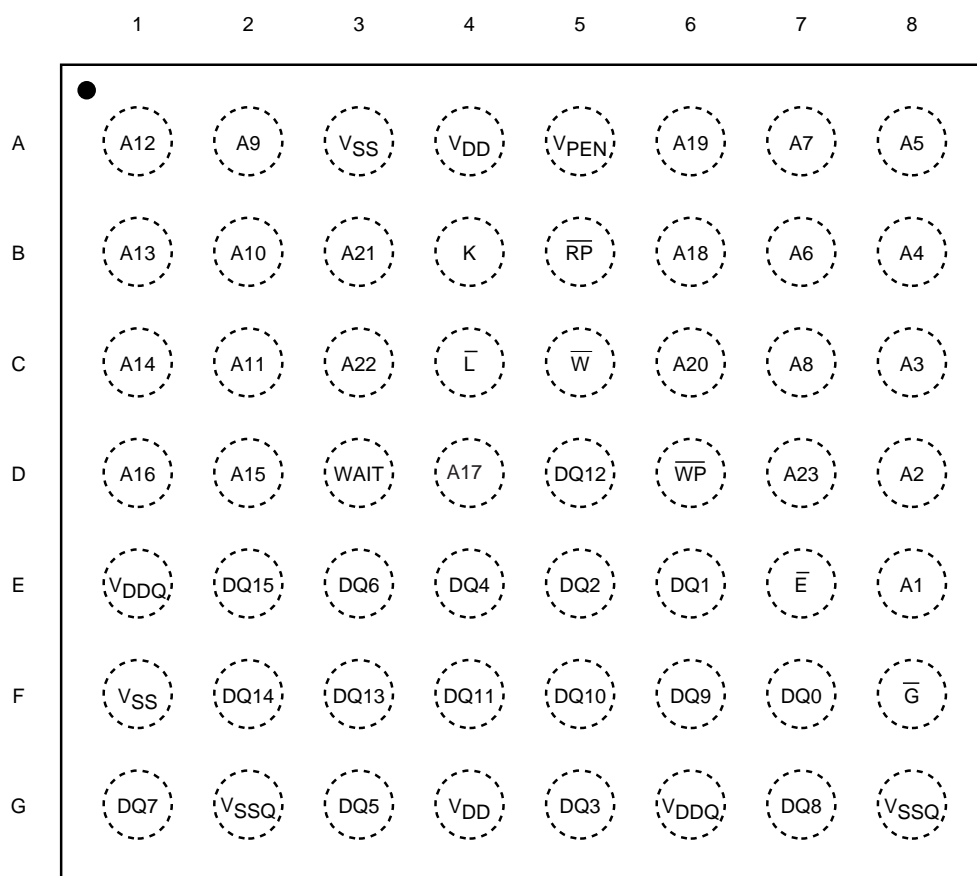 1 2 3 4 5 6 7 8
A A12 A9 VSS VDD VPEN A19 A7 A5
B A13 A10 A21 K R̅P̅ A18 A6 A4
C A14 A11 A22 L̅ W̅ A20 A8 A3
D A16 A15 WAIT A17 DQ12 W̅P̅ A23 A2
E VDDQ DQ15 DQ6 DQ4 DQ2 DQ1 E̅ A1
F VSS DQ14 DQ13 DQ11 DQ10 DQ9 DQ0 G̅
G DQ7 VSSQ DQ5 VDD DQ3 VDDQ DQ8 VSSQ